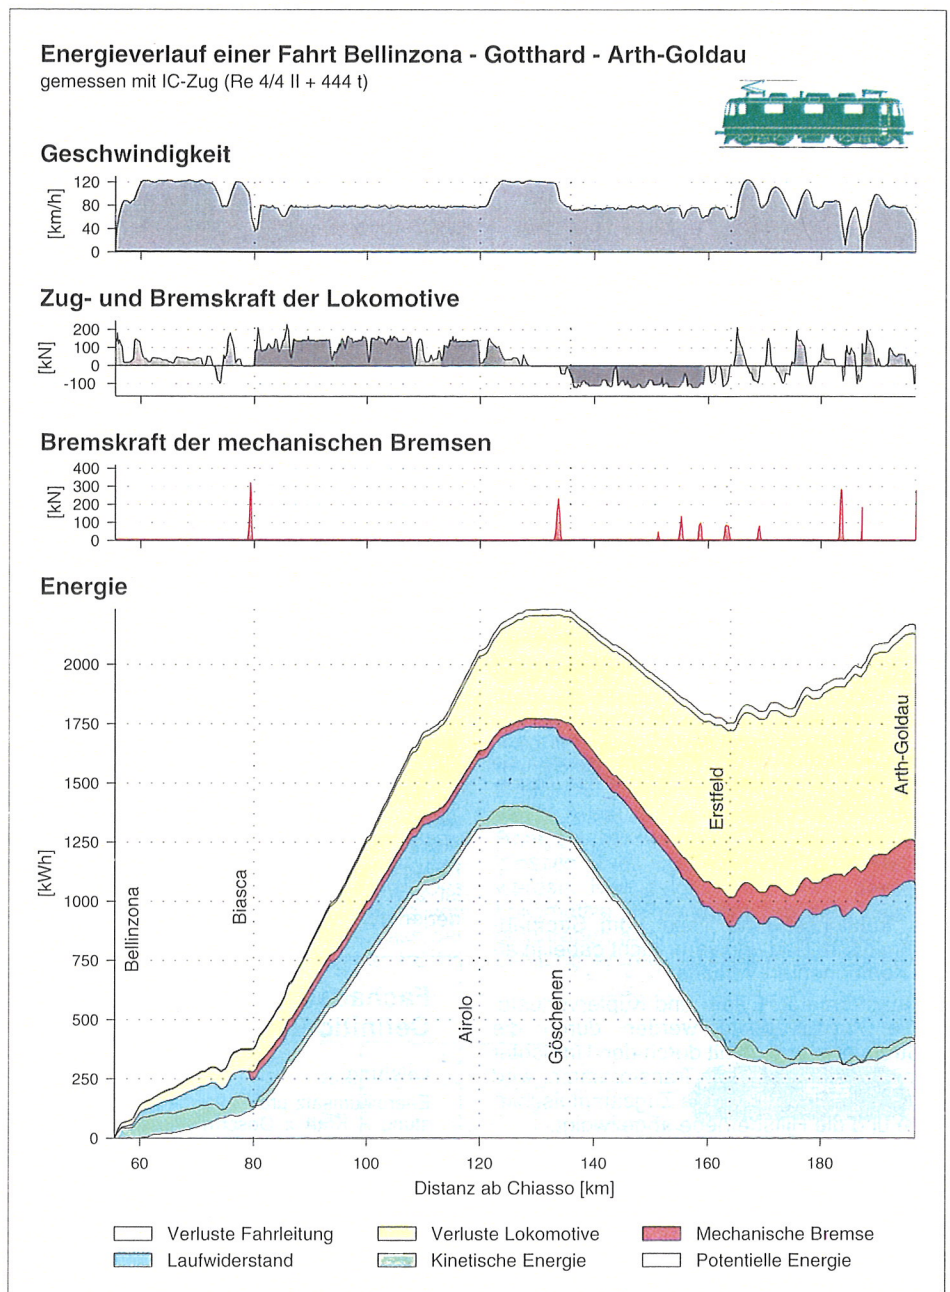 Energieverlauf einer Fahrt Bellinzona - Gotthard - Arth-Goldau
gemessen mit IC-Zug (Re 4/4 II + 444 t)
Geschwindigkeit
[km/h]
120
80
40
0
Zug- und Bremskraft der Lokomotive
[kN]
200
100
0
-100
Bremskraft der mechanischen Bremsen
[kN]
400
300
200
100
0
Energie
[kWh]
2000
1750
1500
1250
1000
750
500
250
0
Bellinzona
Biasca
Airolo
Göschenen
Erstfeld
Arth-Goldau
60 80 100 120 140 160 180
Distanz ab Chiasso [km]
Verluste Fahrleitung Verluste Lokomotive Mechanische Bremse
Laufwiderstand Kinetische Energie Potentielle Energie